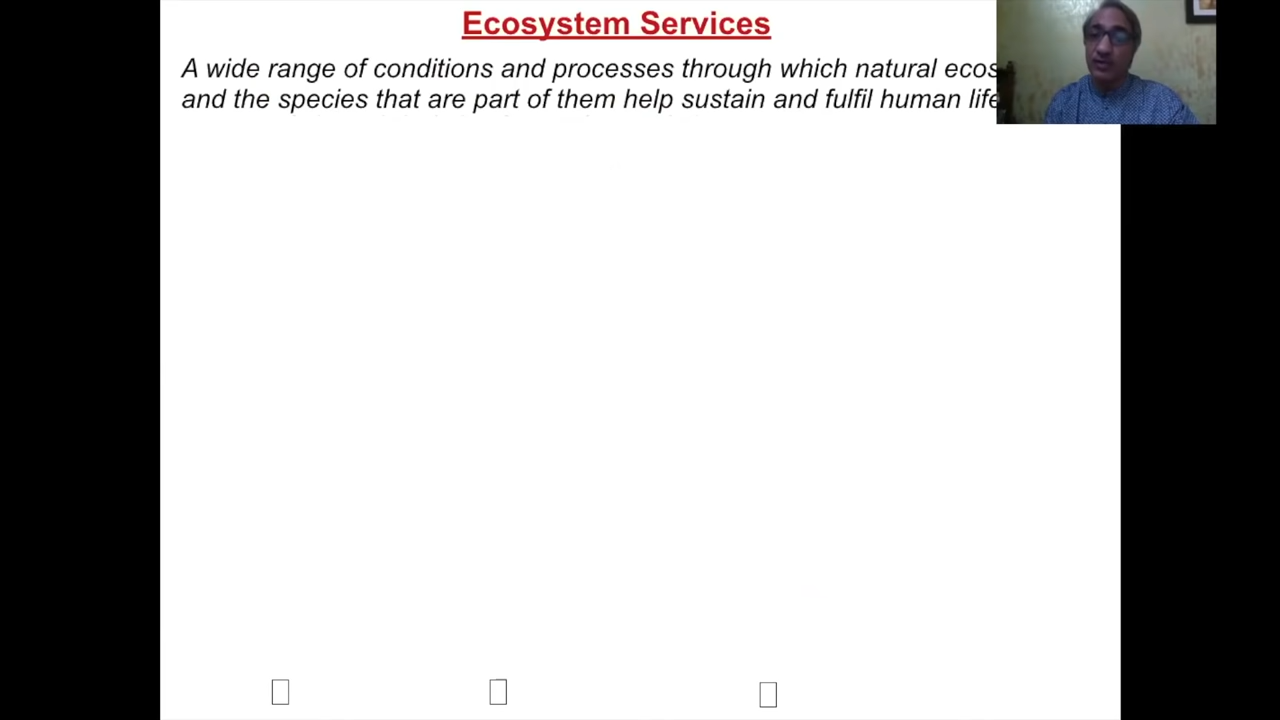 Ecosystem Services
A wide range of conditions and processes through which natural ecos
and the species that are part of them help sustain and fulfil human life